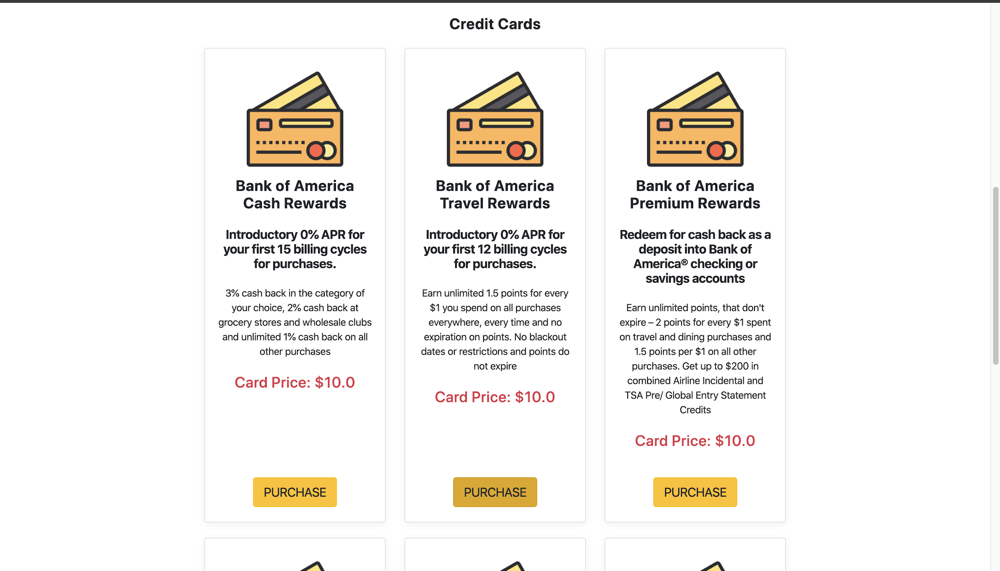 Credit Cards
Bank of America
Cash Rewards
Introductory 0% APR for
your first 15 billing cycles
for purchases.
3% cash back in the category of
your choice, 2% cash back at
grocery stores and wholesale clubs
and unlimited 1% cash back on all
other purchases
Card Price: $10.0
PURCHASE
Bank of America
Travel Rewards
Introductory 0% APR for
your first 12 billing cycles
for purchases.
Earn unlimited 1.5 points for every
$1 you spend on all purchases
everywhere, every time and no
expiration on points. No blackout
dates or restrictions and points do
not expire
Card Price: $10.0
PURCHASE
Bank of America
Premium Rewards
Redeem for cash back as a
deposit into Bank of
America® checking or
savings accounts
Earn unlimited points, that don't
expire – 2 points for every $1 spent
on travel and dining purchases and
1.5 points per $1 on all other
purchases. Get up to $200 in
combined Airline Incidental and
TSA Pre/ Global Entry Statement
Credits
Card Price: $10.0
PURCHASE